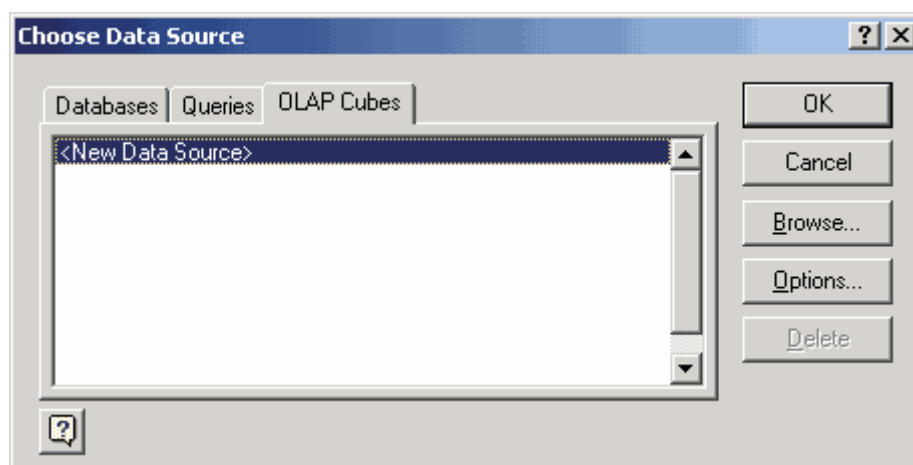 Choose Data Source
Databases Queries OLAP Cubes
<New Data Source>
OK
Cancel
Browse...
Options...
Delete